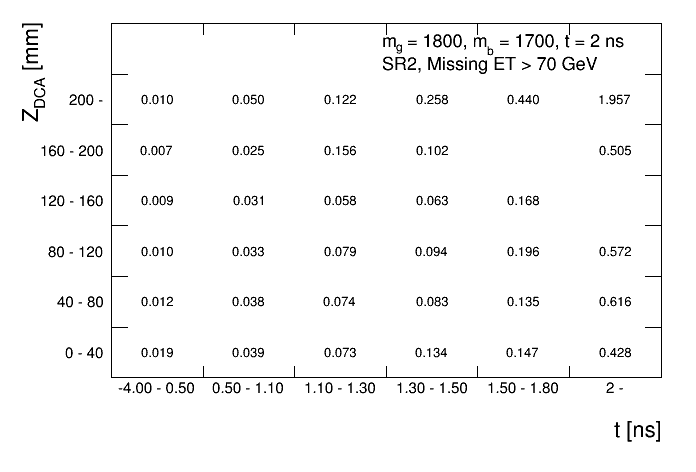 m_g = 1800, m_b = 1700, t = 2 ns
SR2, Missing ET > 70 GeV
Z_DCA [mm]
200 - 0.010 0.050 0.122 0.258 0.440 1.957
160 - 200 0.007 0.025 0.156 0.102 0.505
120 - 160 0.009 0.031 0.058 0.063 0.168
80 - 120 0.010 0.033 0.079 0.094 0.196 0.572
40 - 80 0.012 0.038 0.074 0.083 0.135 0.616
0 - 40 0.019 0.039 0.073 0.134 0.147 0.428
-4.00 - 0.50 0.50 - 1.10 1.10 - 1.30 1.30 - 1.50 1.50 - 1.80 2 -
t [ns]